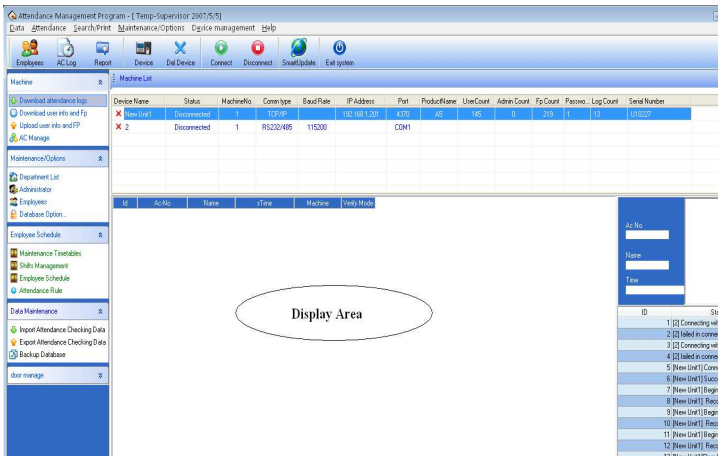 Attendance Management Program - [ Temp-Supervisor 2007/5/5]
Data Attendance Search/Print Maintenance/Options Device management Help
Employees AC Log Report Device Del Device Connect Disconnect SmartUpdate Exit system
Machine
Download attendance logs
Download user info and Fp
Upload user info and FP
AC Manage
Maintenance/Options
Department List
Administrator
Employees
Database Option...
Employee Schedule
Maintenance Timetables
Shifts Management
Employee Schedule
Attendance Rule
Data Maintenance
Import Attendance Checking Data
Export Attendance Checking Data
Backup Database
door manage
Machine List
Device Name Status MachineNo. Comm type Baud Rate IP Address Port ProductName UserCount Admin Count Fp Count Passwo... Log Count Serial Number
New Unit1 Disconnected 1 TCP/IP 192.168.1.201 4370 A5 145 0 219 1 13 U10227
2 Disconnected 1 RS232/485 115200 COM1
Id Ac-No Name sTime Machine Verify Mode
Display Area
Ac No.
Name
Time
ID Sta
1 [2] Connecting wit
2 [2] failed in connec
3 [2] Connecting wit
4 [2] failed in connec
5 [New Unit1] Conn
6 [New Unit1] Succ
7 [New Unit1] Begin
8 [New Unit1] Reco
9 [New Unit1] Begin
10 [New Unit1] Reco
11 [New Unit1] Begin
12 [New Unit1] Reco